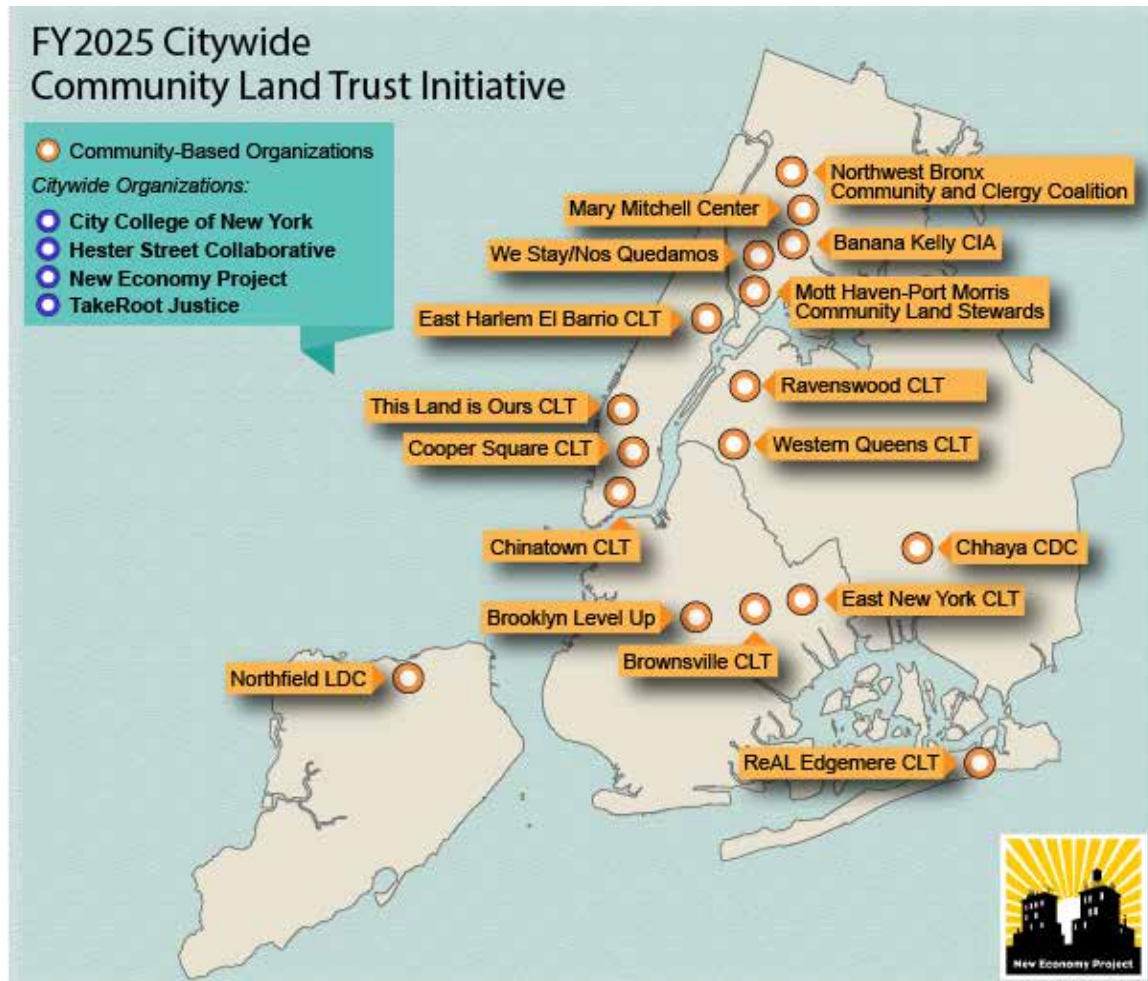 FY2025 Citywide
Community Land Trust Initiative
Community-Based Organizations
Citywide Organizations:
City College of New York
Hester Street Collaborative
New Economy Project
TakeRoot Justice
Northwest Bronx
Community and Clergy Coalition
Mary Mitchell Center
Banana Kelly CIA
We Stay/Nos Quedamos
Mott Haven-Port Morris
Community Land Stewards
East Harlem El Barrio CLT
Ravenswood CLT
This Land is Ours CLT
Cooper Square CLT
Western Queens CLT
Chinatown CLT
Chhaya CDC
East New York CLT
Brooklyn Level Up
Brownsville CLT
Northfield LDC
ReAL Edgemere CLT
New Economy Project